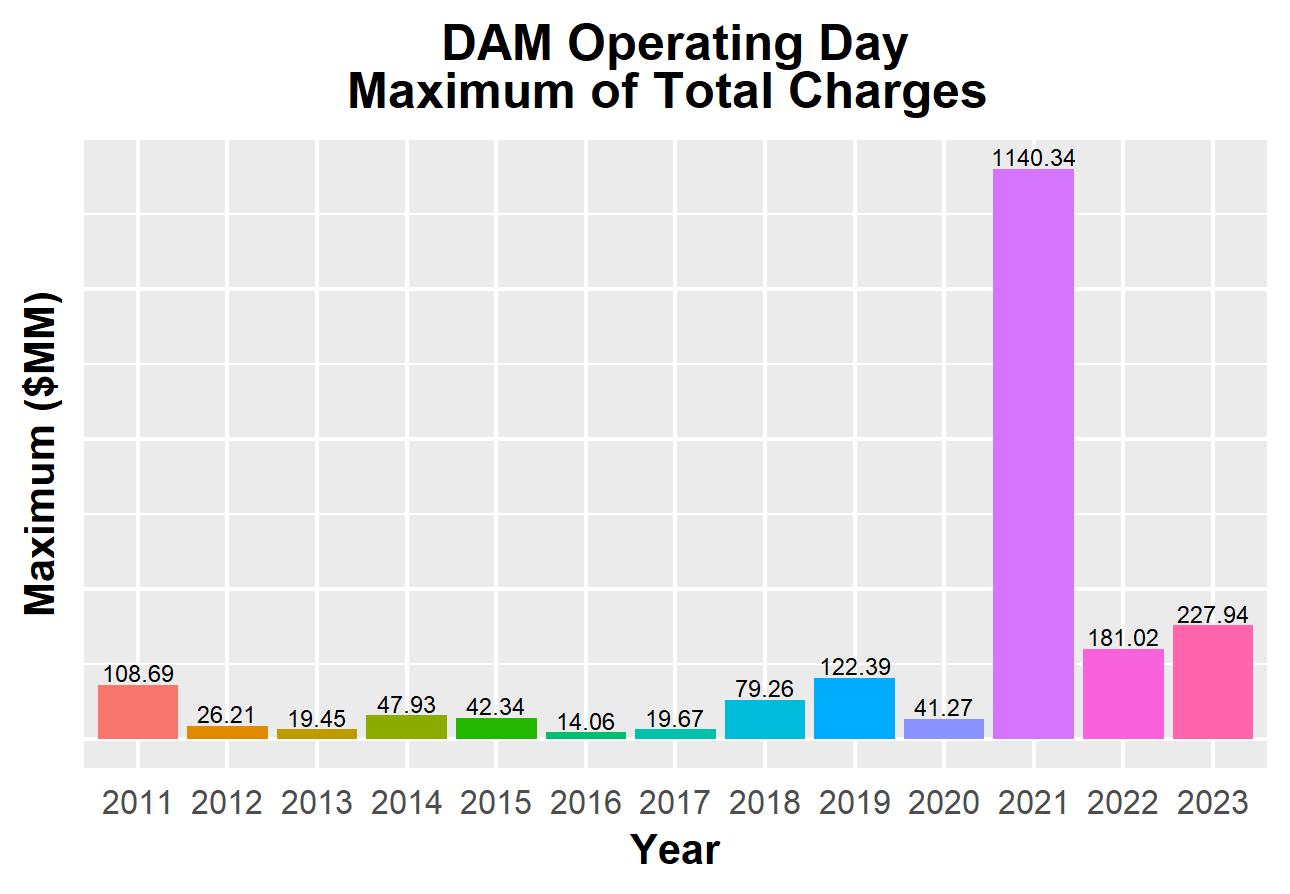 DAM Operating Day
Maximum of Total Charges
Maximum ($MM)
1140.34
227.94
181.02
122.39
108.69
79.26
47.93
42.34
41.27
26.21
19.45
19.67
14.06
2011 2012 2013 2014 2015 2016 2017 2018 2019 2020 2021 2022 2023
Year